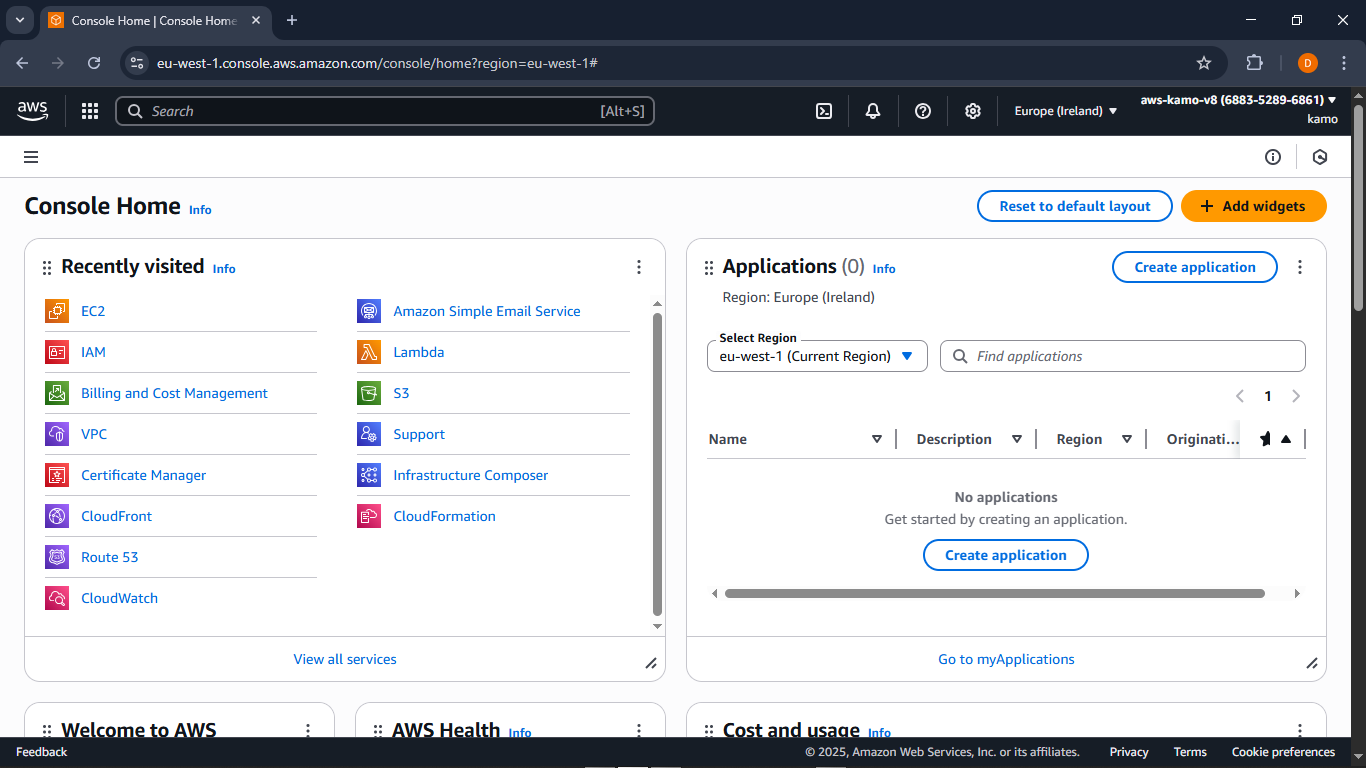 Console Home | Console Home
eu-west-1.console.aws.amazon.com/console/home?region=eu-west-1#
D
aws
Search
[Alt+S]
Europe (Ireland)
aws-kamo-v8 (6883-5289-6861)
kamo
Console Home Info
Reset to default layout
+ Add widgets
Recently visited Info
EC2
IAM
Billing and Cost Management
VPC
Certificate Manager
CloudFront
Route 53
CloudWatch
Amazon Simple Email Service
Lambda
S3
Support
Infrastructure Composer
CloudFormation
View all services
Applications (0) Info
Create application
Region: Europe (Ireland)
Select Region
eu-west-1 (Current Region)
Find applications
1
Name Description Region Originati...
No applications
Get started by creating an application.
Create application
Go to myApplications
Welcome to AWS
AWS Health Info
Cost and usage Info
Feedback
© 2025, Amazon Web Services, Inc. or its affiliates.
Privacy
Terms
Cookie preferences